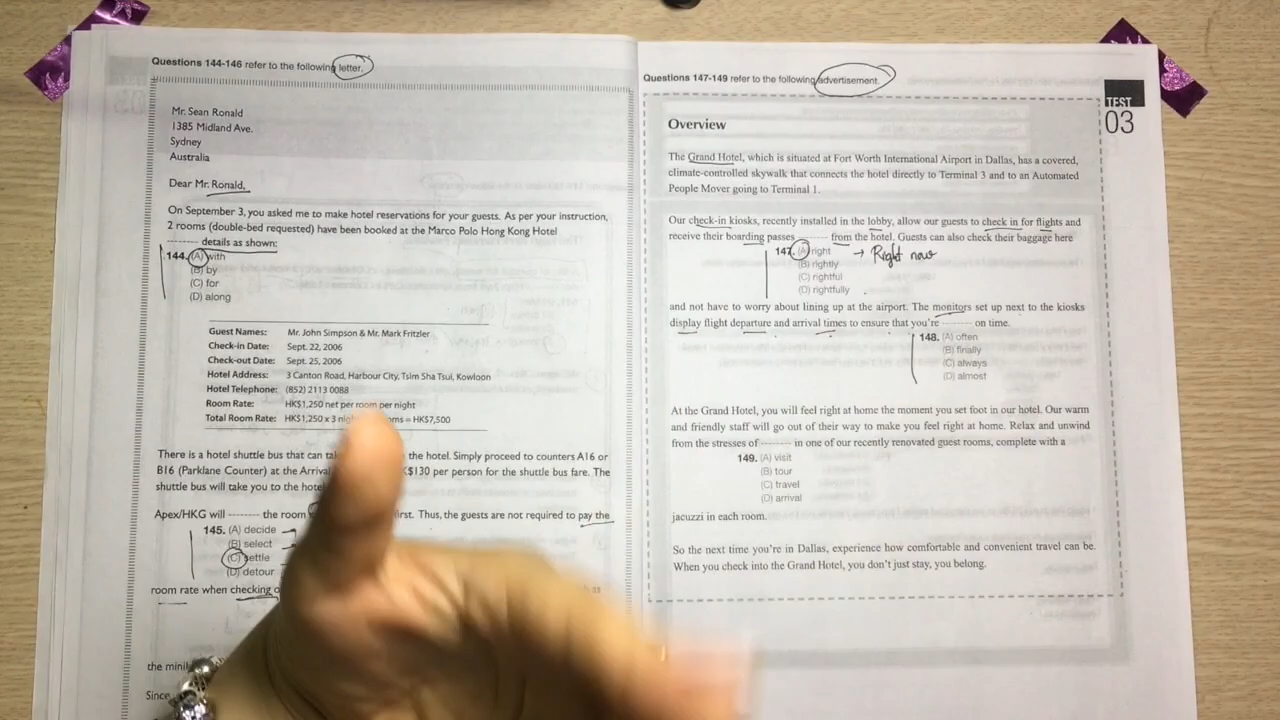 Questions 144-146 refer to the following letter.
Mr. Sean Ronald
1385 Midland Ave.
Sydney
Australia
Dear Mr. Ronald,
On September 3, you asked me to make hotel reservations for your guests. As per your instruction,
2 rooms (double-bed requested) have been booked at the Marco Polo Hong Kong Hotel
-------- details as shown:
144. (A) with
(B) by
(C) for
(D) along
Guest Names: Mr. John Simpson & Mr. Mark Fritzler
Check-in Date: Sept. 22, 2006
Check-out Date: Sept. 25, 2006
Hotel Address: 3 Canton Road, Harbour City, Tsim Sha Tsui, Kowloon
Hotel Telephone: (852) 2113 0088
Room Rate: HK$1,250 net per room per night
Total Room Rate: HK$1,250 x 3 = HK$7,500
There is a hotel shuttle bus that can the hotel. Simply proceed to counters A16 or
B16 (Parklane Counter) at the $130 per person for the shuttle bus fare. The
shuttle bus will take you to the
Apex/HKG will -------- the room first. Thus, the guests are not required to pay the
145. (A) decide
(B) select
(C) settle
(D) detour
room rate when checking
the
Since
Questions 147-149 refer to the following advertisement.
TEST
03
Overview
The Grand Hotel, which is situated at Fort Worth International Airport in Dallas, has a covered,
climate-controlled skywalk that connects the hotel directly to Terminal 3 and to an Automated
People Mover going to Terminal 1.
Our check-in kiosks, recently installed in the lobby, allow our guests to check in for flights and
receive their boarding passes -------- from the hotel. Guests can also check their baggage here
147. (A) right → Right now
(B) rightly
(C) rightful
(D) rightfully
and not have to worry about lining up at the airport. The monitors set up next to the kiosks
display flight departure and arrival times to ensure that you're -------- on time.
148. (A) often
(B) finally
(C) always
(D) almost
At the Grand Hotel, you will feel right at home the moment you set foot in our hotel. Our warm
and friendly staff will go out of their way to make you feel right at home. Relax and unwind
from the stresses of -------- in one of our recently renovated guest rooms, complete with a
149. (A) visit
(B) tour
(C) travel
(D) arrival
jacuzzi in each room.
So the next time you're in Dallas, experience how comfortable and convenient travel can be.
When you check into the Grand Hotel, you don't just stay, you belong.